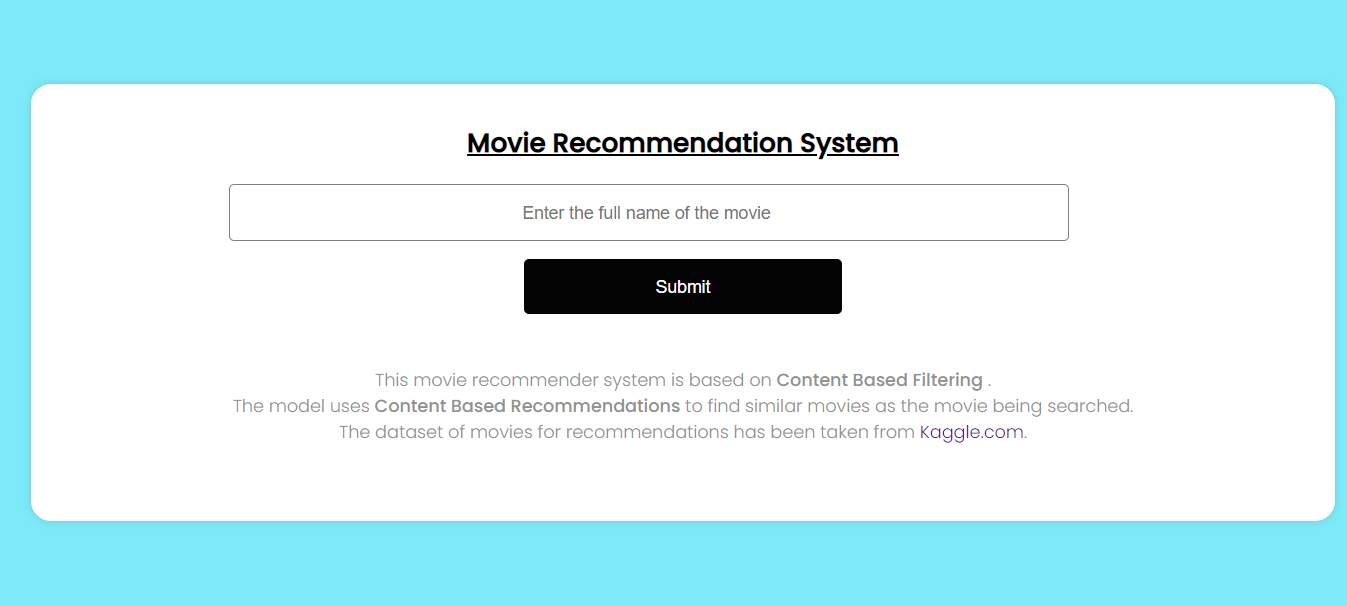 Movie Recommendation System
Enter the full name of the movie
Submit
This movie recommender system is based on Content Based Filtering .
The model uses Content Based Recommendations to find similar movies as the movie being searched.
The dataset of movies for recommendations has been taken from Kaggle.com.